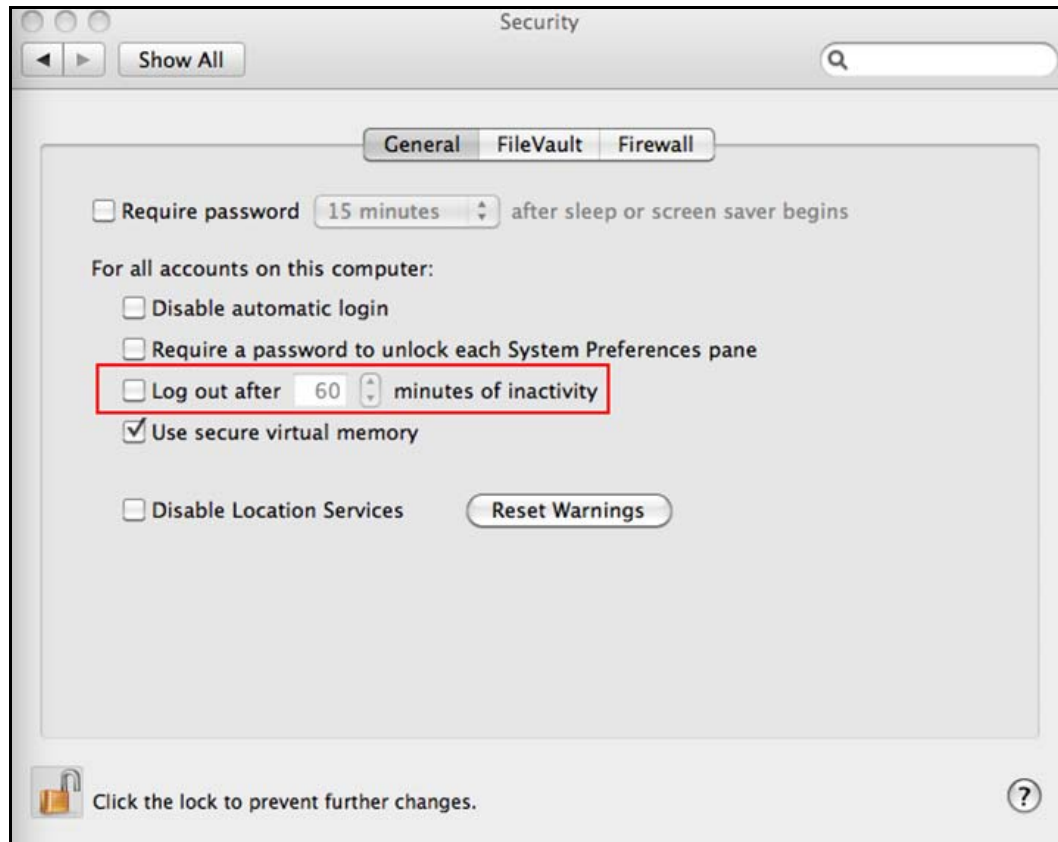 Security
Show All
General FileVault Firewall
Require password 15 minutes after sleep or screen saver begins
For all accounts on this computer:
Disable automatic login
Require a password to unlock each System Preferences pane
Log out after 60 minutes of inactivity
Use secure virtual memory
Disable Location Services Reset Warnings
Click the lock to prevent further changes. ?